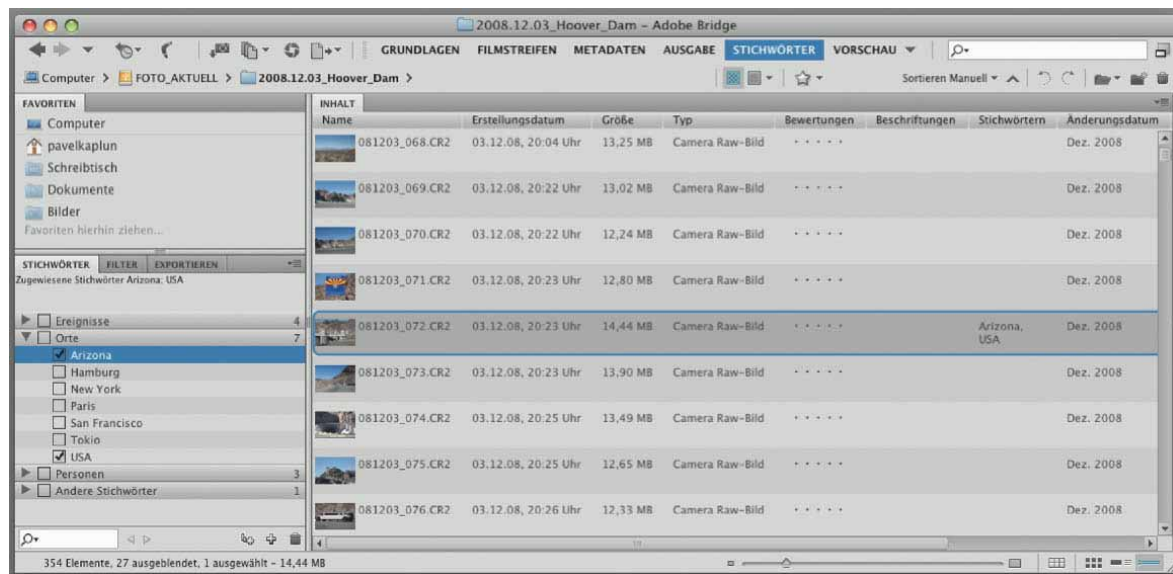 2008.12.03_Hoover_Dam – Adobe Bridge
GRUNDLAGEN FILMSTREIFEN METADATEN AUSGABE STICHWÖRTER VORSCHAU
Computer > FOTO_AKTUELL > 2008.12.03_Hoover_Dam >
Sortieren Manuell
FAVORITEN
Computer
pavelkaplun
Schreibtisch
Dokumente
Bilder
Favoriten hierhin ziehen...
STICHWÖRTER FILTER EXPORTIEREN
Zugewiesene Stichwörter Arizona; USA
Ereignisse 4
Orte 7
Arizona
Hamburg
New York
Paris
San Francisco
Tokio
USA
Personen 3
Andere Stichwörter 1
INHALT
Name Erstellungsdatum Größe Typ Bewertungen Beschriftungen Stichwörtern Änderungsdatum
081203_068.CR2 03.12.08, 20:04 Uhr 13,25 MB Camera Raw-Bild Dez. 2008
081203_069.CR2 03.12.08, 20:22 Uhr 13,02 MB Camera Raw-Bild Dez. 2008
081203_070.CR2 03.12.08, 20:22 Uhr 12,24 MB Camera Raw-Bild Dez. 2008
081203_071.CR2 03.12.08, 20:23 Uhr 12,80 MB Camera Raw-Bild Dez. 2008
081203_072.CR2 03.12.08, 20:23 Uhr 14,44 MB Camera Raw-Bild Arizona, Dez. 2008
USA
081203_073.CR2 03.12.08, 20:23 Uhr 13,90 MB Camera Raw-Bild Dez. 2008
081203_074.CR2 03.12.08, 20:25 Uhr 13,49 MB Camera Raw-Bild Dez. 2008
081203_075.CR2 03.12.08, 20:25 Uhr 12,65 MB Camera Raw-Bild Dez. 2008
081203_076.CR2 03.12.08, 20:26 Uhr 12,33 MB Camera Raw-Bild Dez. 2008
354 Elemente, 27 ausgeblendet, 1 ausgewählt – 14,44 MB